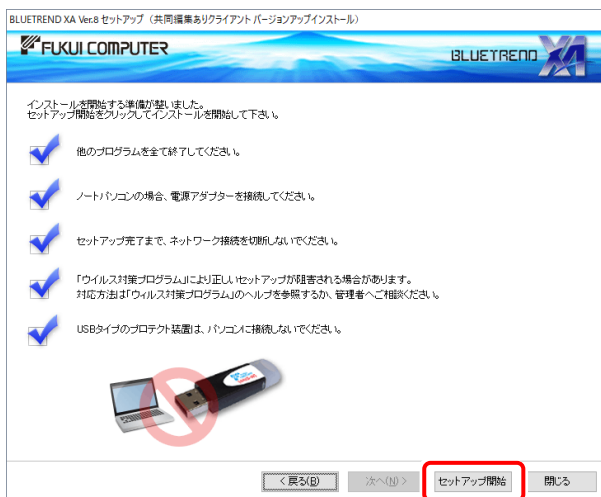 BLUETREND XA Ver.8 セットアップ（共同編集ありクライアント バージョンアップインストール）
FUKUI COMPUTER
BLUETREND XA
インストールを開始する準備が整いました。
セットアップ開始をクリックしてインストールを開始して下さい。
他のプログラムを全て終了してください。
ノートパソコンの場合、電源アダプターを接続してください。
セットアップ完了まで、ネットワーク接続を切断しないでください。
「ウイルス対策プログラム」により正しいセットアップが阻害される場合があります。
対応方法は「ウィルス対策プログラム」のヘルプを参照するか、管理者へご相談ください。
USBタイプのプロテクト装置は、パソコンに接続しないでください。
< 戻る(B)
次へ(N) >
セットアップ開始
閉じる